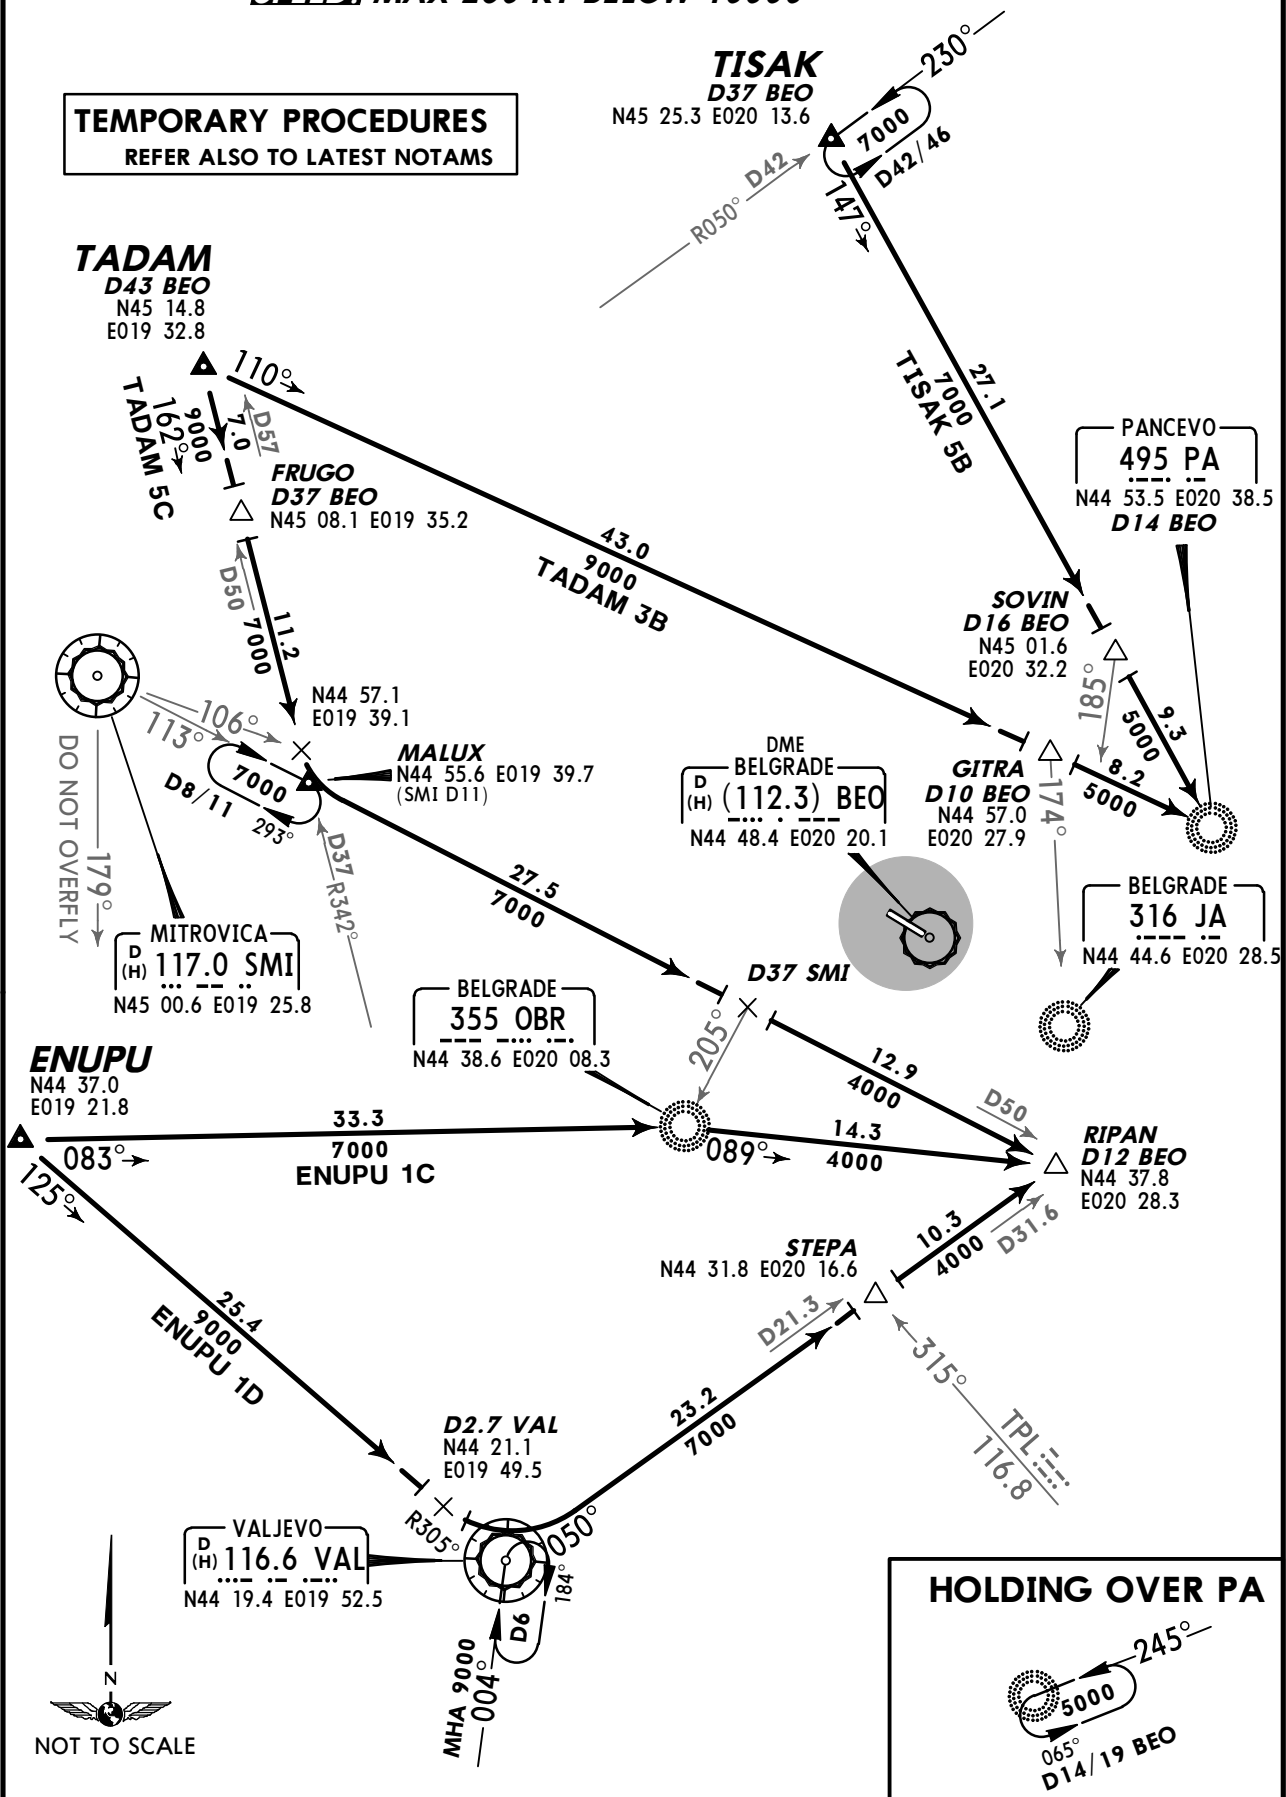 TEMPORARY PROCEDURES
REFER ALSO TO LATEST NOTAMS
TISAK
D37 BEO
N45 25.3 E020 13.6
230°
7000
D42/46
R050° D42
147°
TADAM
D43 BEO
N45 14.8
E019 32.8
110°
162°
9000
7.0
D57
TADAM 5C
FRUGO
D37 BEO
N45 08.1 E019 35.2
27.1
7000
TISAK 5B
PANCEVO
495 PA
N44 53.5 E020 38.5
D14 BEO
43.0
9000
TADAM 3B
D50
11.2
7000
SOVIN
D16 BEO
N45 01.6
E020 32.2
185°
9.3
5000
106°
113°
N44 57.1
E019 39.1
MALUX
N44 55.6 E019 39.7
(SMI D11)
7000
D8/11
293°
DO NOT OVERFLY
179°
DME
BELGRADE
D
(H) (112.3) BEO
N44 48.4 E020 20.1
GITRA
D10 BEO
N44 57.0
E020 27.9
8.2
5000
174°
D37 R342°
27.5
7000
BELGRADE
316 JA
N44 44.6 E020 28.5
MITROVICA
D
(H) 117.0 SMI
N45 00.6 E019 25.8
D37 SMI
205°
BELGRADE
355 OBR
N44 38.6 E020 08.3
ENUPU
N44 37.0
E019 21.8
12.9
4000
D50
33.3
083° 7000
ENUPU 1C
14.3
089° 4000
RIPAN
D12 BEO
N44 37.8
E020 28.3
125°
10.3
4000
D31.6
STEPA
N44 31.8 E020 16.6
D21.3
315°
TPL
116.8
25.4
9000
ENUPU 1D
23.2
7000
D2.7 VAL
N44 21.1
E019 49.5
R305°
050°
VALJEVO
D
(H) 116.6 VAL
N44 19.4 E019 52.5
184°
D6
MHA 9000
004°
N
NOT TO SCALE
HOLDING OVER PA
245°
5000
065°
D14/19 BEO